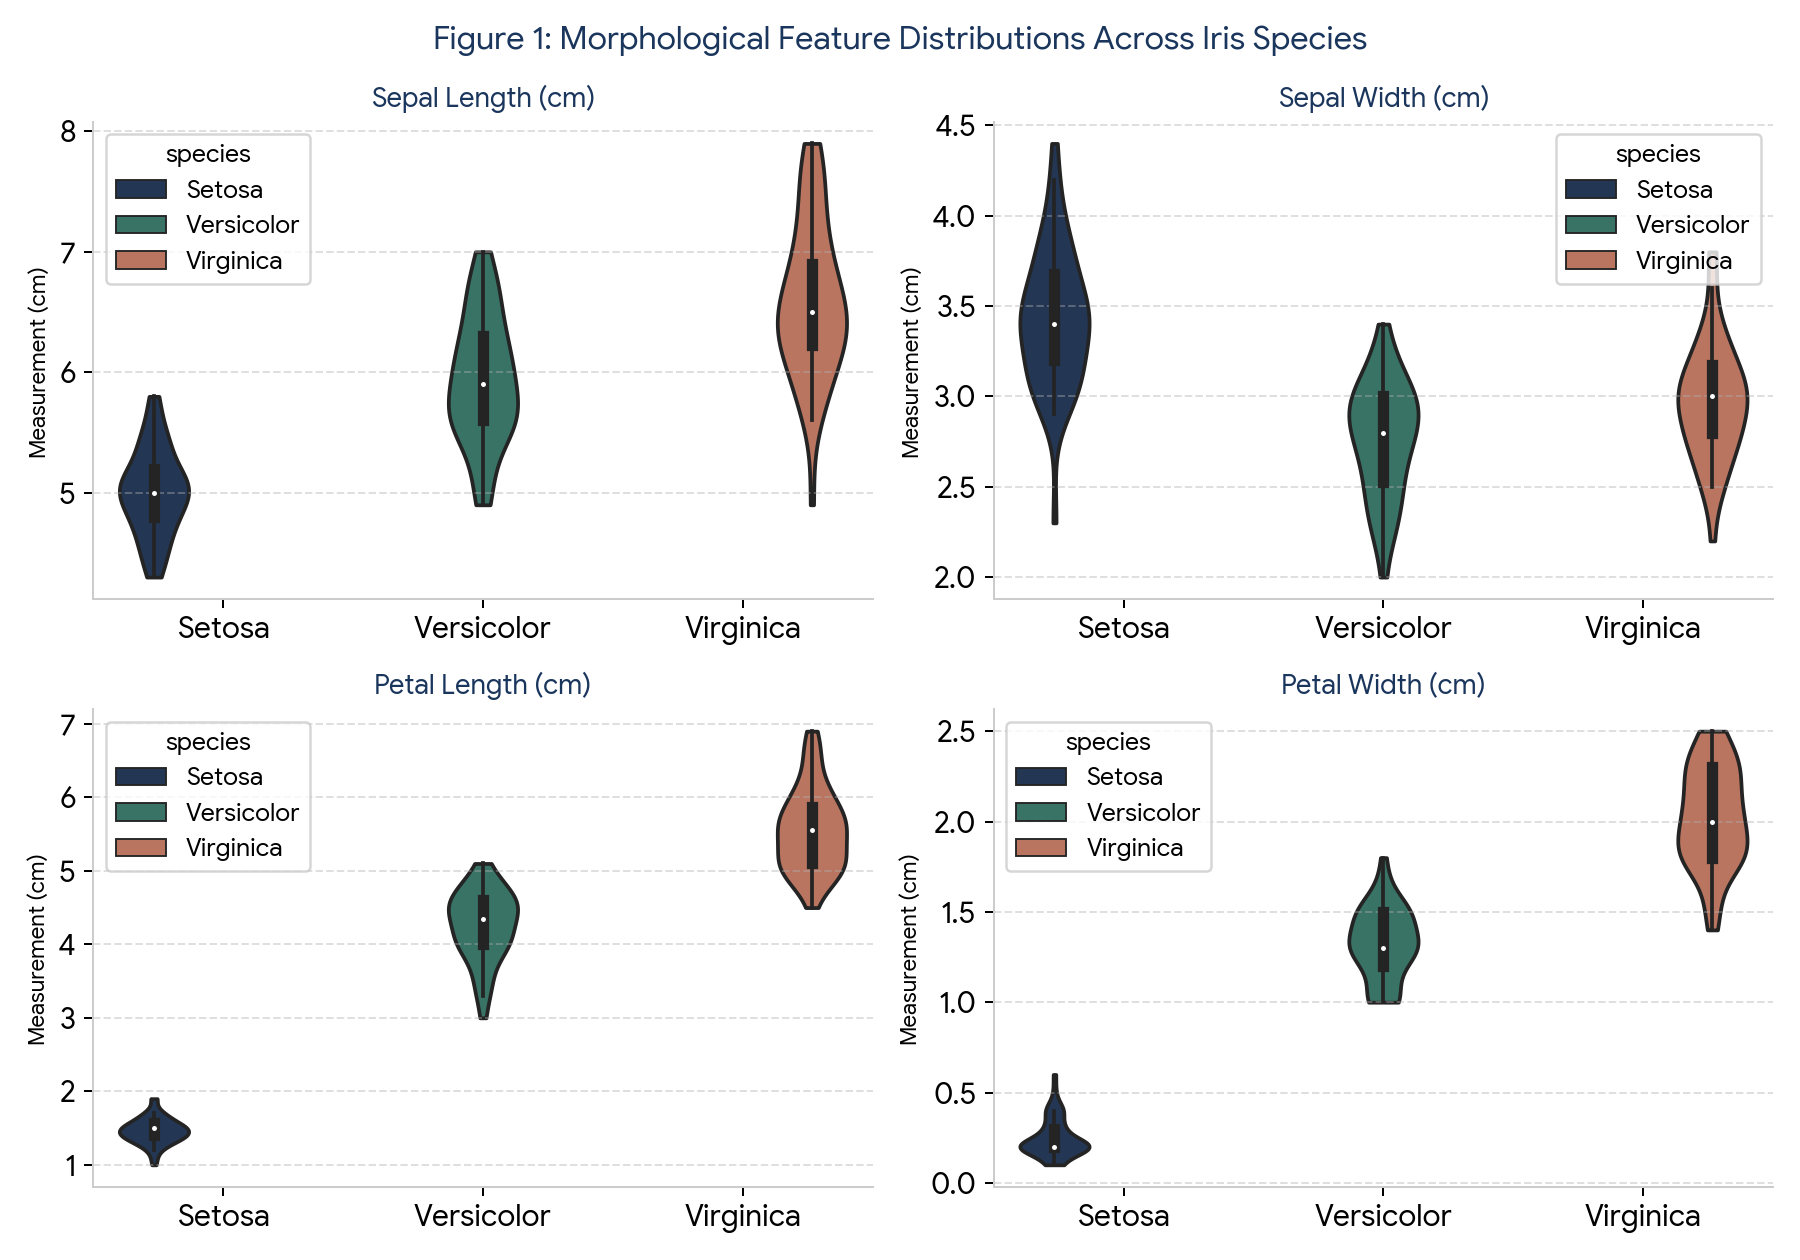 Figure 1: Morphological Feature Distributions Across Iris Species
Sepal Length (cm)
Measurement (cm)
8
7
6
5
species
Setosa
Versicolor
Virginica
Setosa
Versicolor
Virginica
Sepal Width (cm)
Measurement (cm)
4.5
4.0
3.5
3.0
2.5
2.0
species
Setosa
Versicolor
Virginica
Setosa
Versicolor
Virginica
Petal Length (cm)
Measurement (cm)
7
6
5
4
3
2
1
species
Setosa
Versicolor
Virginica
Setosa
Versicolor
Virginica
Petal Width (cm)
Measurement (cm)
2.5
2.0
1.5
1.0
0.5
0.0
species
Setosa
Versicolor
Virginica
Setosa
Versicolor
Virginica